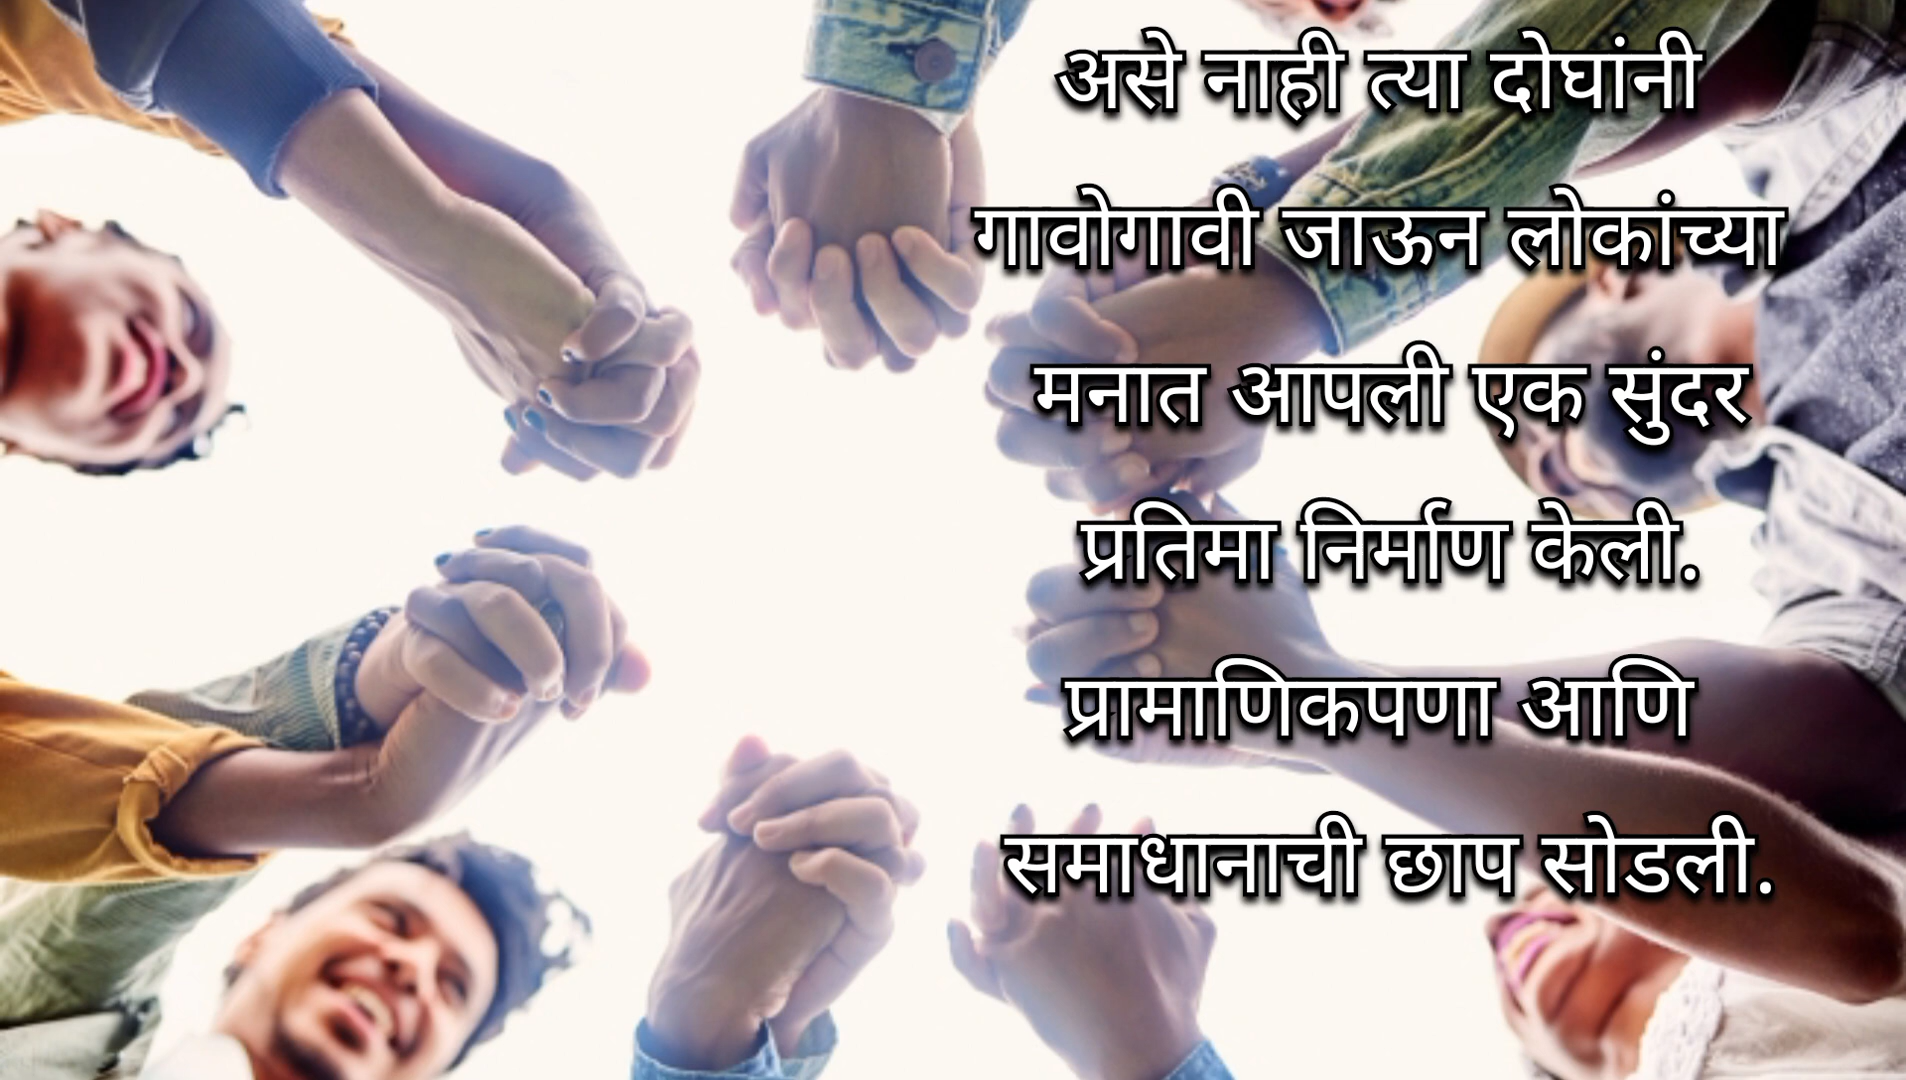 असे नाही त्या दोघांनी
गावोगावी जाऊन लोकांच्या
मनात आपली एक सुंदर
प्रतिमा निर्माण केली.
प्रामाणिकपणा आणि
समाधानाची छाप सोडली.